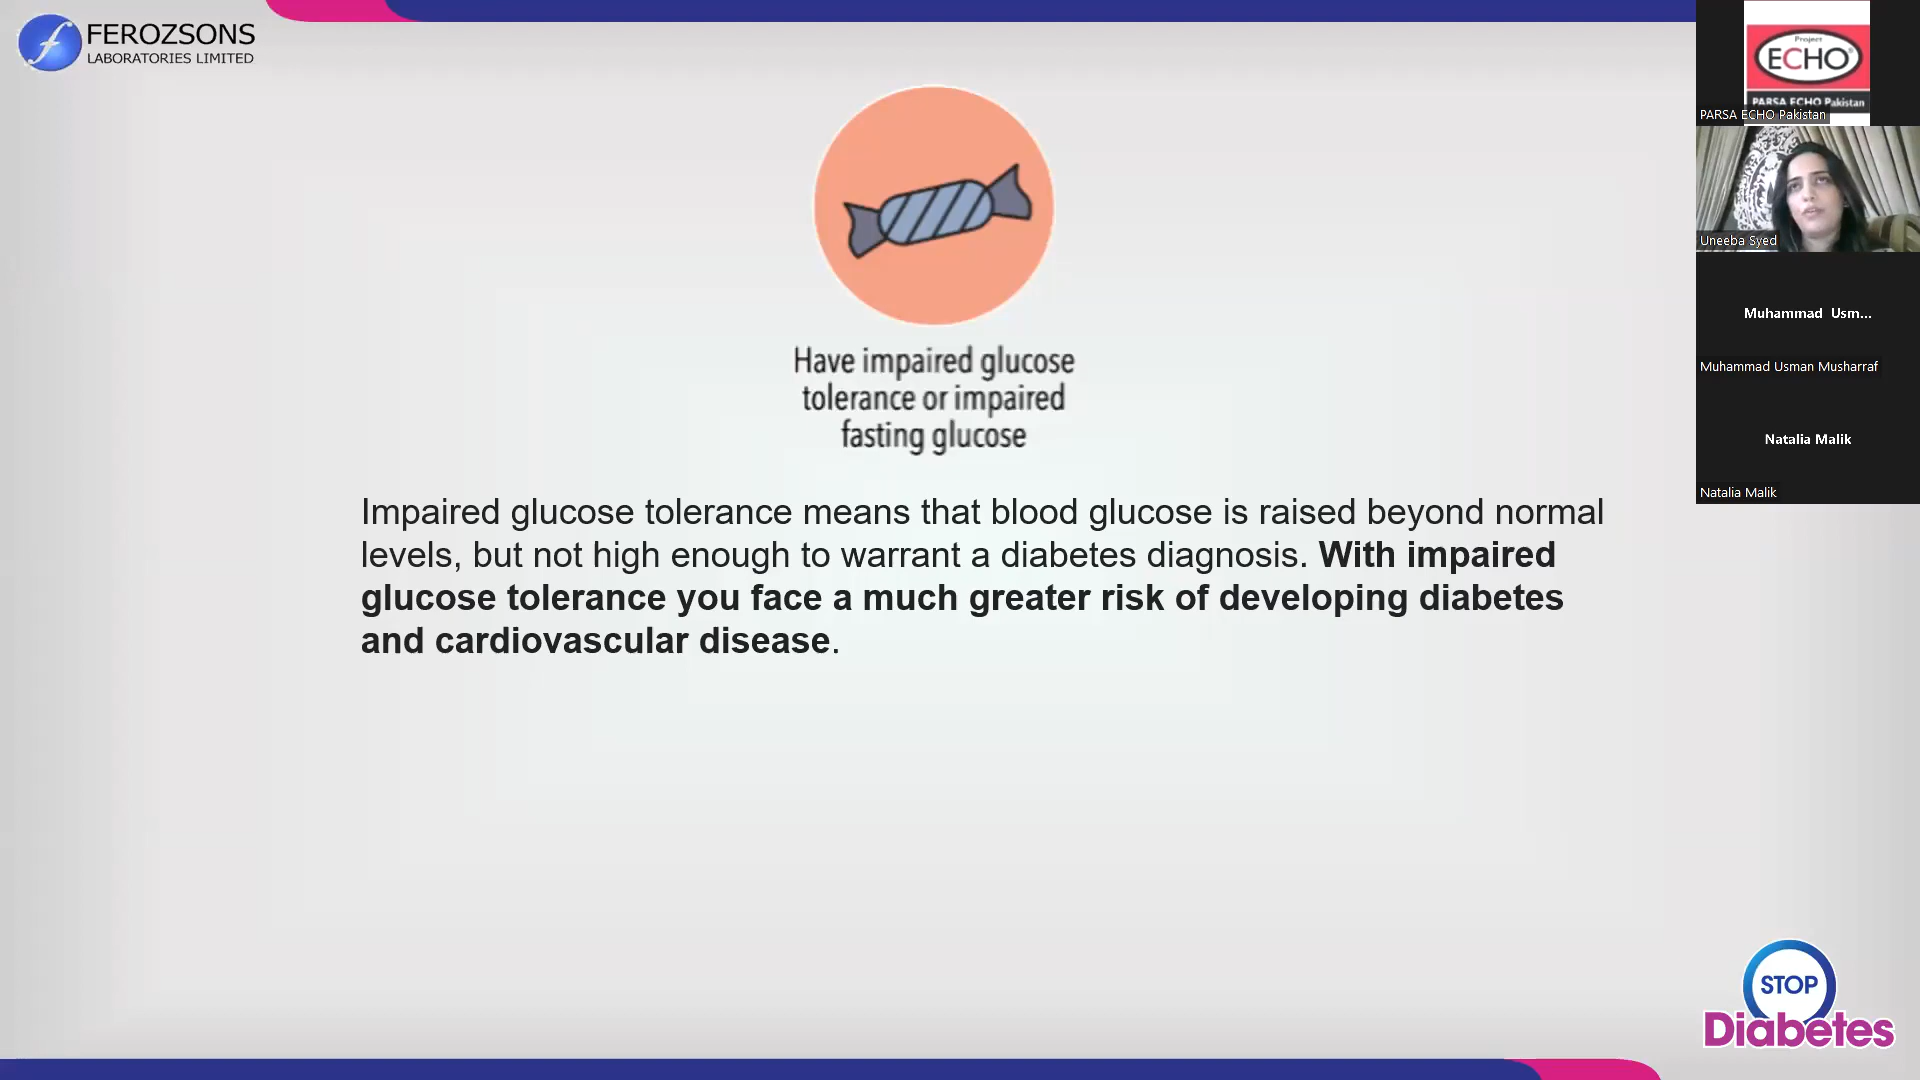 FEROZSONS
LABORATORIES LIMITED
Have impaired glucose
tolerance or impaired
fasting glucose
Impaired glucose tolerance means that blood glucose is raised beyond normal
levels, but not high enough to warrant a diabetes diagnosis. With impaired
glucose tolerance you face a much greater risk of developing diabetes
and cardiovascular disease.
STOP
Diabetes
Project
ECHO®
PARSA ECHO Pakistan
PARSA ECHO Pakistan
Uneeba Syed
Muhammad Usm...
Muhammad Usman Musharraf
Natalia Malik
Natalia Malik